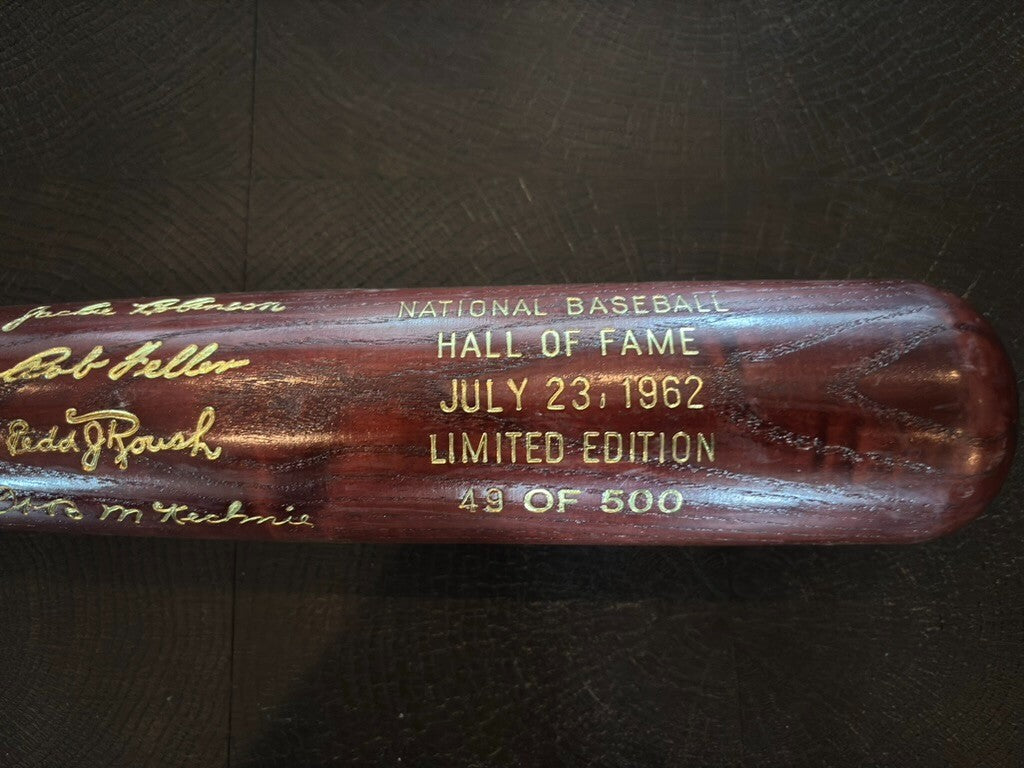 Jackie Robinson
Bob Feller
Edd J Roush
McKechnie
NATIONAL BASEBALL
HALL OF FAME
JULY 23, 1962
LIMITED EDITION
49 OF 500